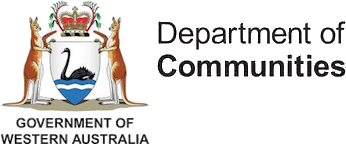 Department of
Communities
GOVERNMENT OF
WESTERN AUSTRALIA